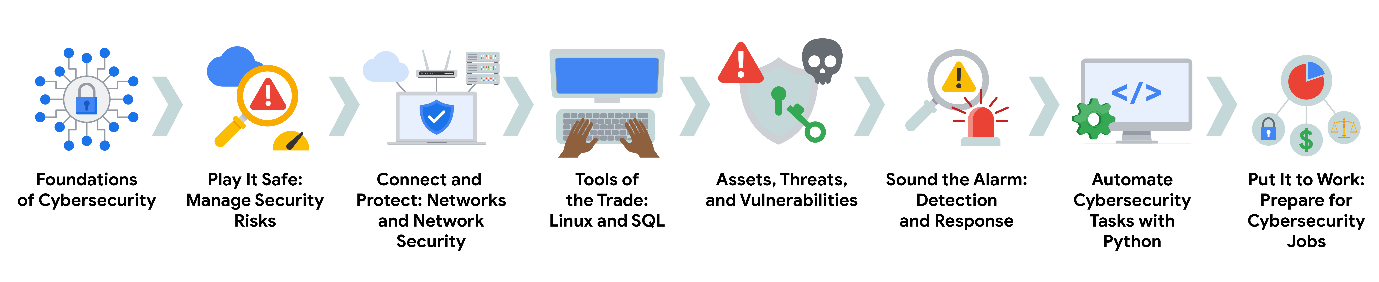 Foundations
of Cybersecurity
Play It Safe:
Manage Security
Risks
Connect and
Protect: Networks
and Network
Security
Tools of
the Trade:
Linux and SQL
Assets, Threats,
and Vulnerabilities
Sound the Alarm:
Detection
and Response
</>
Automate
Cybersecurity
Tasks with
Python
$
Put It to Work:
Prepare for
Cybersecurity
Jobs